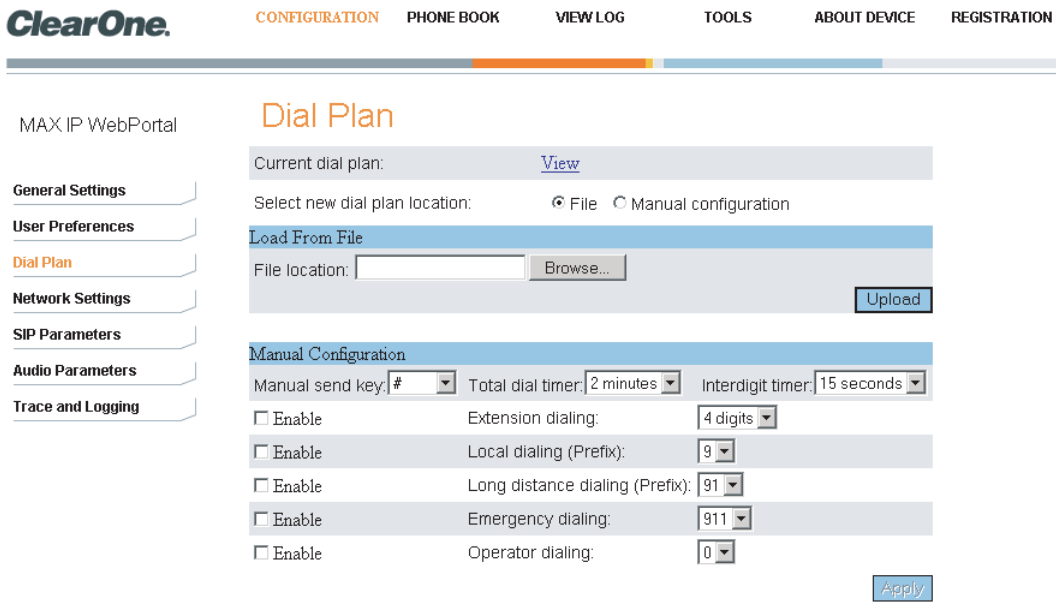 ClearOne.
CONFIGURATION PHONE BOOK VIEW LOG TOOLS ABOUT DEVICE REGISTRATION
MAX IP WebPortal
General Settings
User Preferences
Dial Plan
Network Settings
SIP Parameters
Audio Parameters
Trace and Logging
Dial Plan
Current dial plan: View
Select new dial plan location: File Manual configuration
Load From File
File location: Browse...
Upload
Manual Configuration
Manual send key: # Total dial timer: 2 minutes Interdigit timer: 15 seconds
Enable Extension dialing: 4 digits
Enable Local dialing (Prefix): 9
Enable Long distance dialing (Prefix): 91
Enable Emergency dialing: 911
Enable Operator dialing: 0
Apply